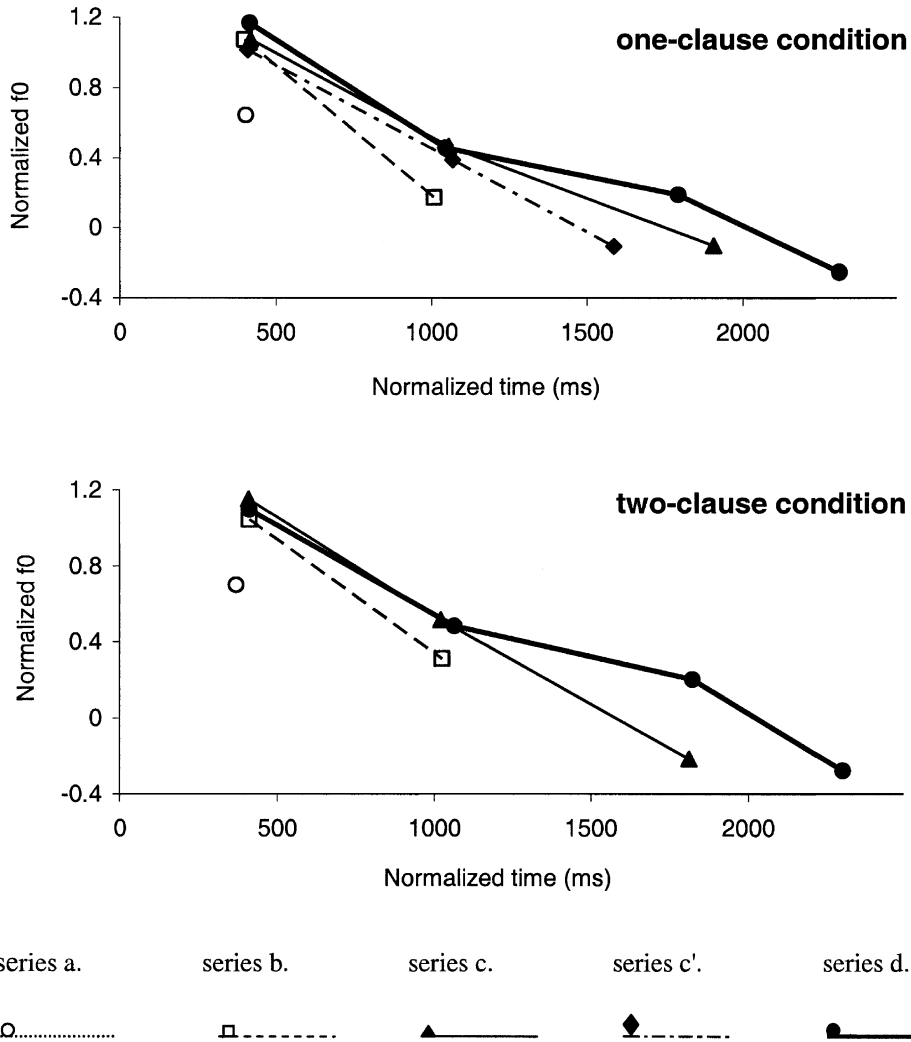 one-clause condition
Normalized f0
1.2
0.8
0.4
0
-0.4
0 500 1000 1500 2000
Normalized time (ms)
two-clause condition
Normalized f0
1.2
0.8
0.4
0
-0.4
0 500 1000 1500 2000
Normalized time (ms)
series a. series b. series c. series c'. series d.